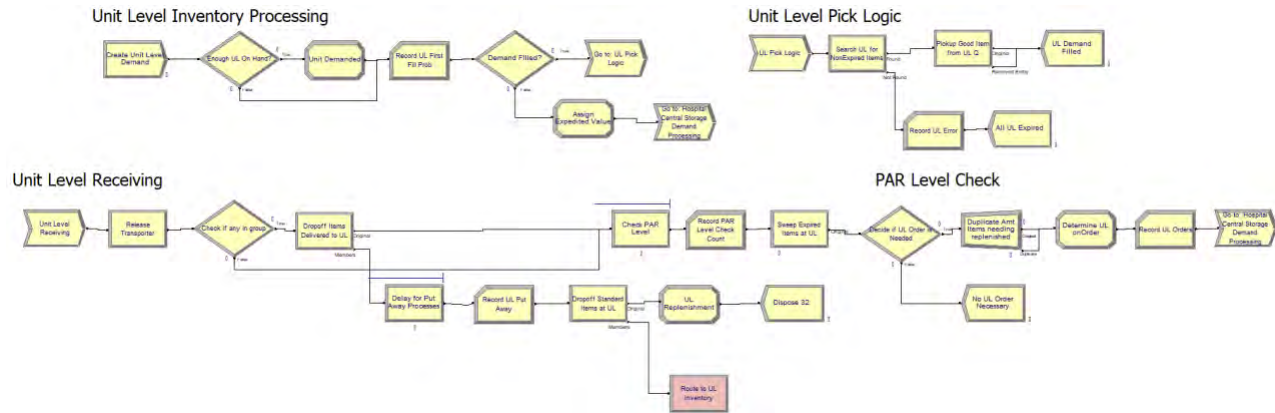 Unit Level Inventory Processing
Create Unit Level
Demand
Enough UL On Hand?
True
False
Unit Demanded
Record UL First
Fill Prob
Demand Filled?
True
False
Go to: UL Pick
Logic
Assign
Expedited Value
Go to: Hospital
Central Storage
Demand
Processing
Unit Level Pick Logic
UL Pick Logic
Search UL for
NonExpired Items
Found
Not Found
Pickup Good Item
from UL Q
Original
Removed Entity
UL Demand
Filled
Record UL Error
All UL Expired
Unit Level Receiving
Unit Level
Receiving
Release
Transporter
Check if any in group
True
False
Dropoff Items
Delivered to UL
Original
Members
Check PAR
Level
Record PAR
Level Check
Count
Sweep Expired
Items at UL
Original
Delay for Put
Away Processes
Record UL Put
Away
Dropoff Standard
Items at UL
Original
Members
UL
Replenishment
Dispose 32
Route to UL
Inventory
PAR Level Check
Decide if UL Order is
Needed
True
False
Duplicate Amt
Items needing
replenished
Original
Duplicate
Determine UL
onOrder
Record UL Orders
Go to: Hospital
Central Storage
Demand
Processing
No UL Order
Necessary